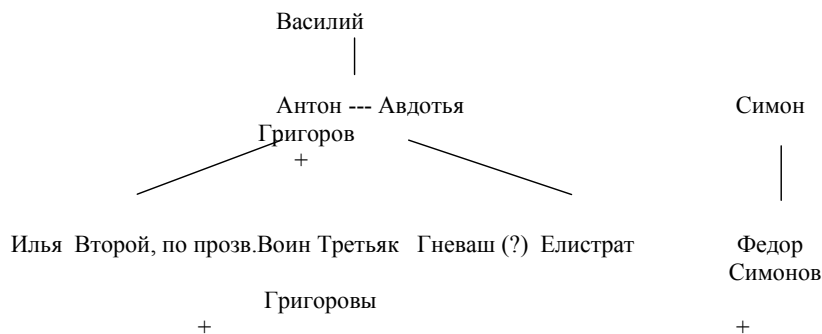 Василий
Антон --- Авдотья Симон
Григоров
+
Илья Второй, по прозв.Воин Третьяк Гневаш (?) Елистрат Федор
Симонов
Григоровы
+ +